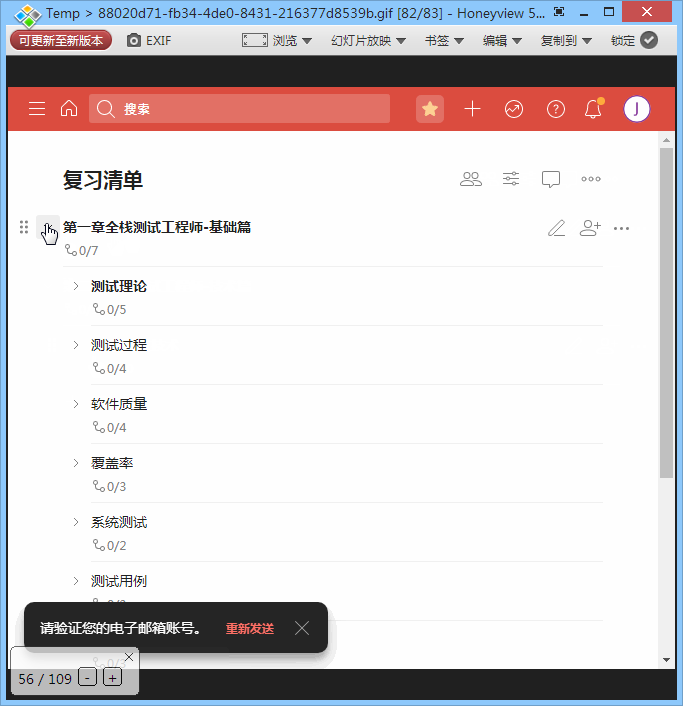 Temp > 88020d71-fb34-4de0-8431-216377d8539b.gif [82/83] - Honeyview 5...
可更新至新版本 EXIF 浏览 幻灯片放映 书签 编辑 复制到 锁定
搜索 J
复习清单
第一章全栈测试工程师-基础篇
0/7
测试理论
0/5
测试过程
0/4
软件质量
0/4
覆盖率
0/3
系统测试
0/2
测试用例
请验证您的电子邮箱账号。 重新发送
56 / 109 - +